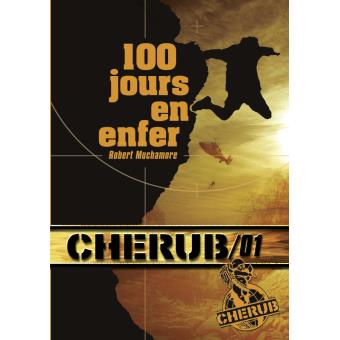 100
jours
en
enfer
Robert Muchamore
CHERUB/01
CHERUB